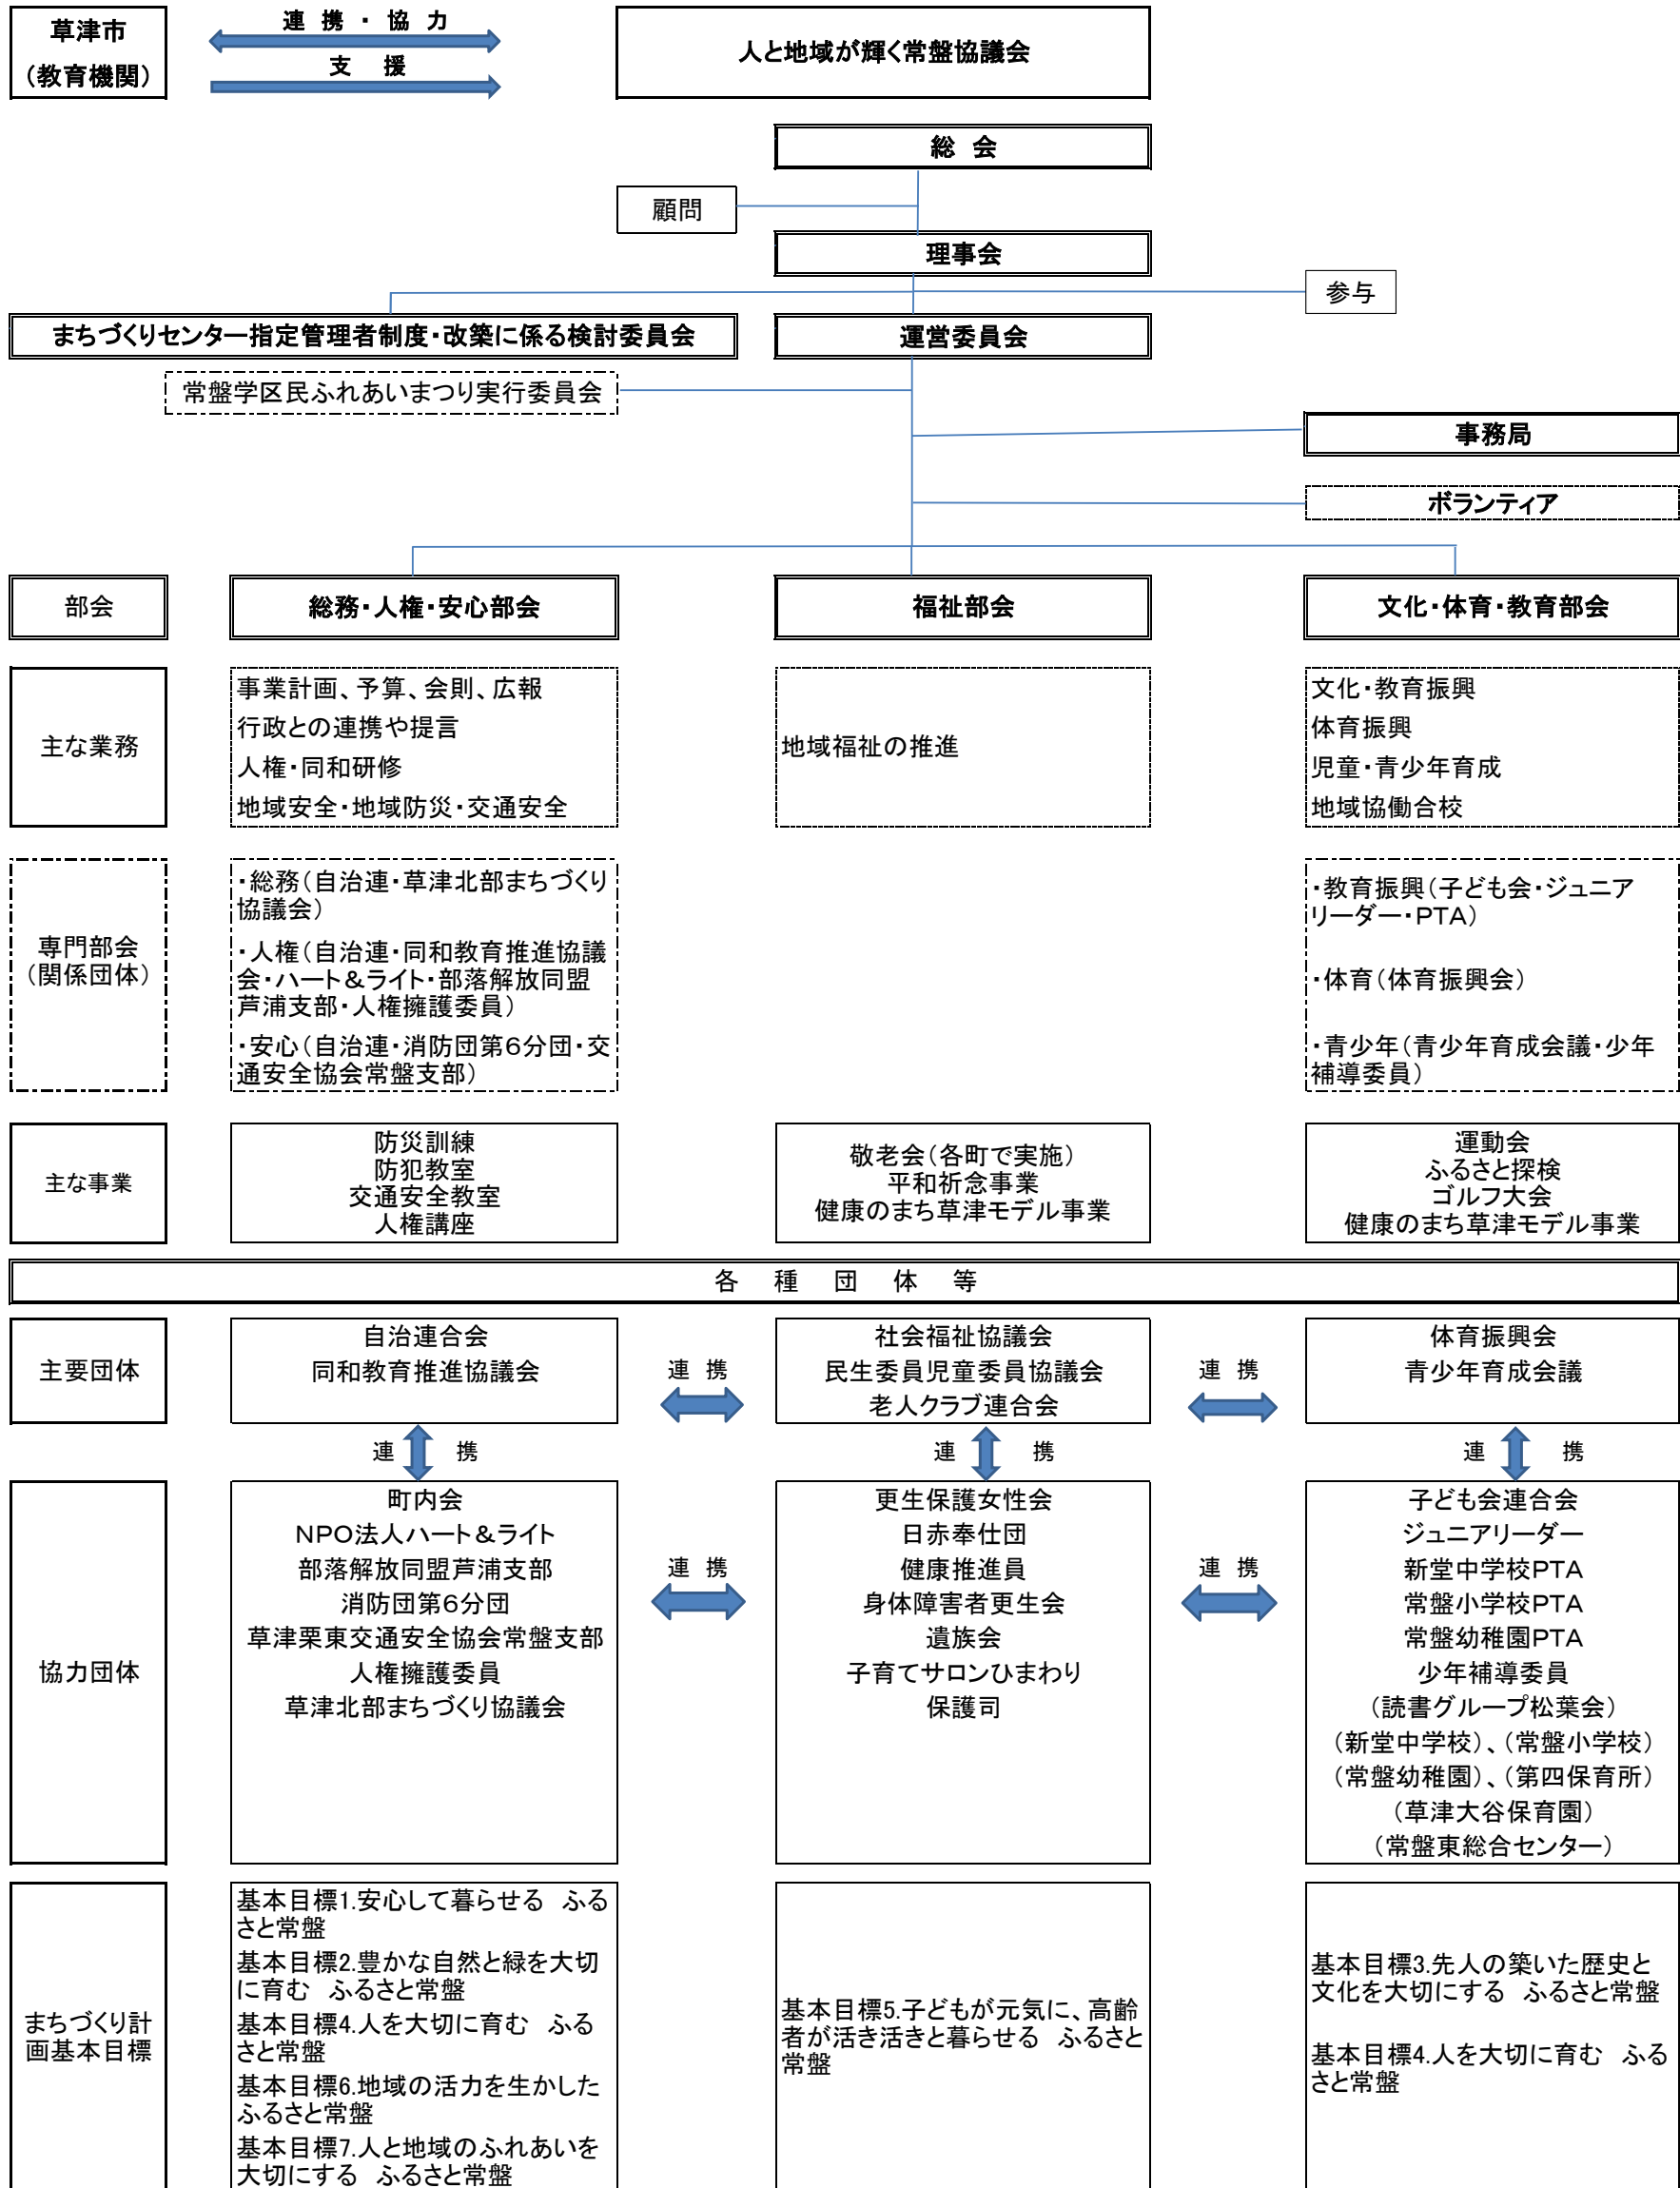 草津市
（教育機関）
連　携　・　協　力
支　援
人と地域が輝く常盤協議会
総　会
顧問
理事会
参与
まちづくりセンター指定管理者制度・改築に係る検討委員会
運営委員会
常盤学区民ふれあいまつり実行委員会
事務局
ボランティア
部会
総務・人権・安心部会
福祉部会
文化・体育・教育部会
主な業務
事業計画、予算、会則、広報
行政との連携や提言
人権・同和研修
地域安全・地域防災・交通安全
地域福祉の推進
文化・教育振興
体育振興
児童・青少年育成
地域協働合校
専門部会
（関係団体）
・総務（自治連・草津北部まちづくり
協議会）
・人権（自治連・同和教育推進協議
会・ハート＆ライト・部落解放同盟
芦浦支部・人権擁護委員）
・安心（自治連・消防団第６分団・交
通安全協会常盤支部）
・教育振興（子ども会・ジュニア
リーダー・PTA）
・体育（体育振興会）
・青少年（青少年育成会議・少年
補導委員）
主な事業
防災訓練
防犯教室
交通安全教室
人権講座
敬老会（各町で実施）
平和祈念事業
健康のまち草津モデル事業
運動会
ふるさと探検
ゴルフ大会
健康のまち草津モデル事業
各　種　団　体　等
主要団体
自治連合会
同和教育推進協議会
連　携
社会福祉協議会
民生委員児童委員協議会
老人クラブ連合会
連　携
体育振興会
青少年育成会議
連　携
連　携
連　携
協力団体
町内会
NPO法人ハート＆ライト
部落解放同盟芦浦支部
消防団第６分団
草津栗東交通安全協会常盤支部
人権擁護委員
草津北部まちづくり協議会
連　携
更生保護女性会
日赤奉仕団
健康推進員
身体障害者更生会
遺族会
子育てサロンひまわり
保護司
連　携
子ども会連合会
ジュニアリーダー
新堂中学校PTA
常盤小学校PTA
常盤幼稚園PTA
少年補導委員
（読書グループ松葉会）
（新堂中学校）、（常盤小学校）
（常盤幼稚園）、（第四保育所）
（草津大谷保育園）
（常盤東総合センター）
まちづくり計
画基本目標
基本目標1.安心して暮らせる　ふる
さと常盤
基本目標2.豊かな自然と緑を大切
に育む　ふるさと常盤
基本目標4.人を大切に育む　ふる
さと常盤
基本目標6.地域の活力を生かした
ふるさと常盤
基本目標7.人と地域のふれあいを
大切にする　ふるさと常盤
基本目標5.子どもが元気に、高齢
者が活き活きと暮らせる　ふるさと
常盤
基本目標3.先人の築いた歴史と
文化を大切にする　ふるさと常盤
基本目標4.人を大切に育む　ふる
さと常盤